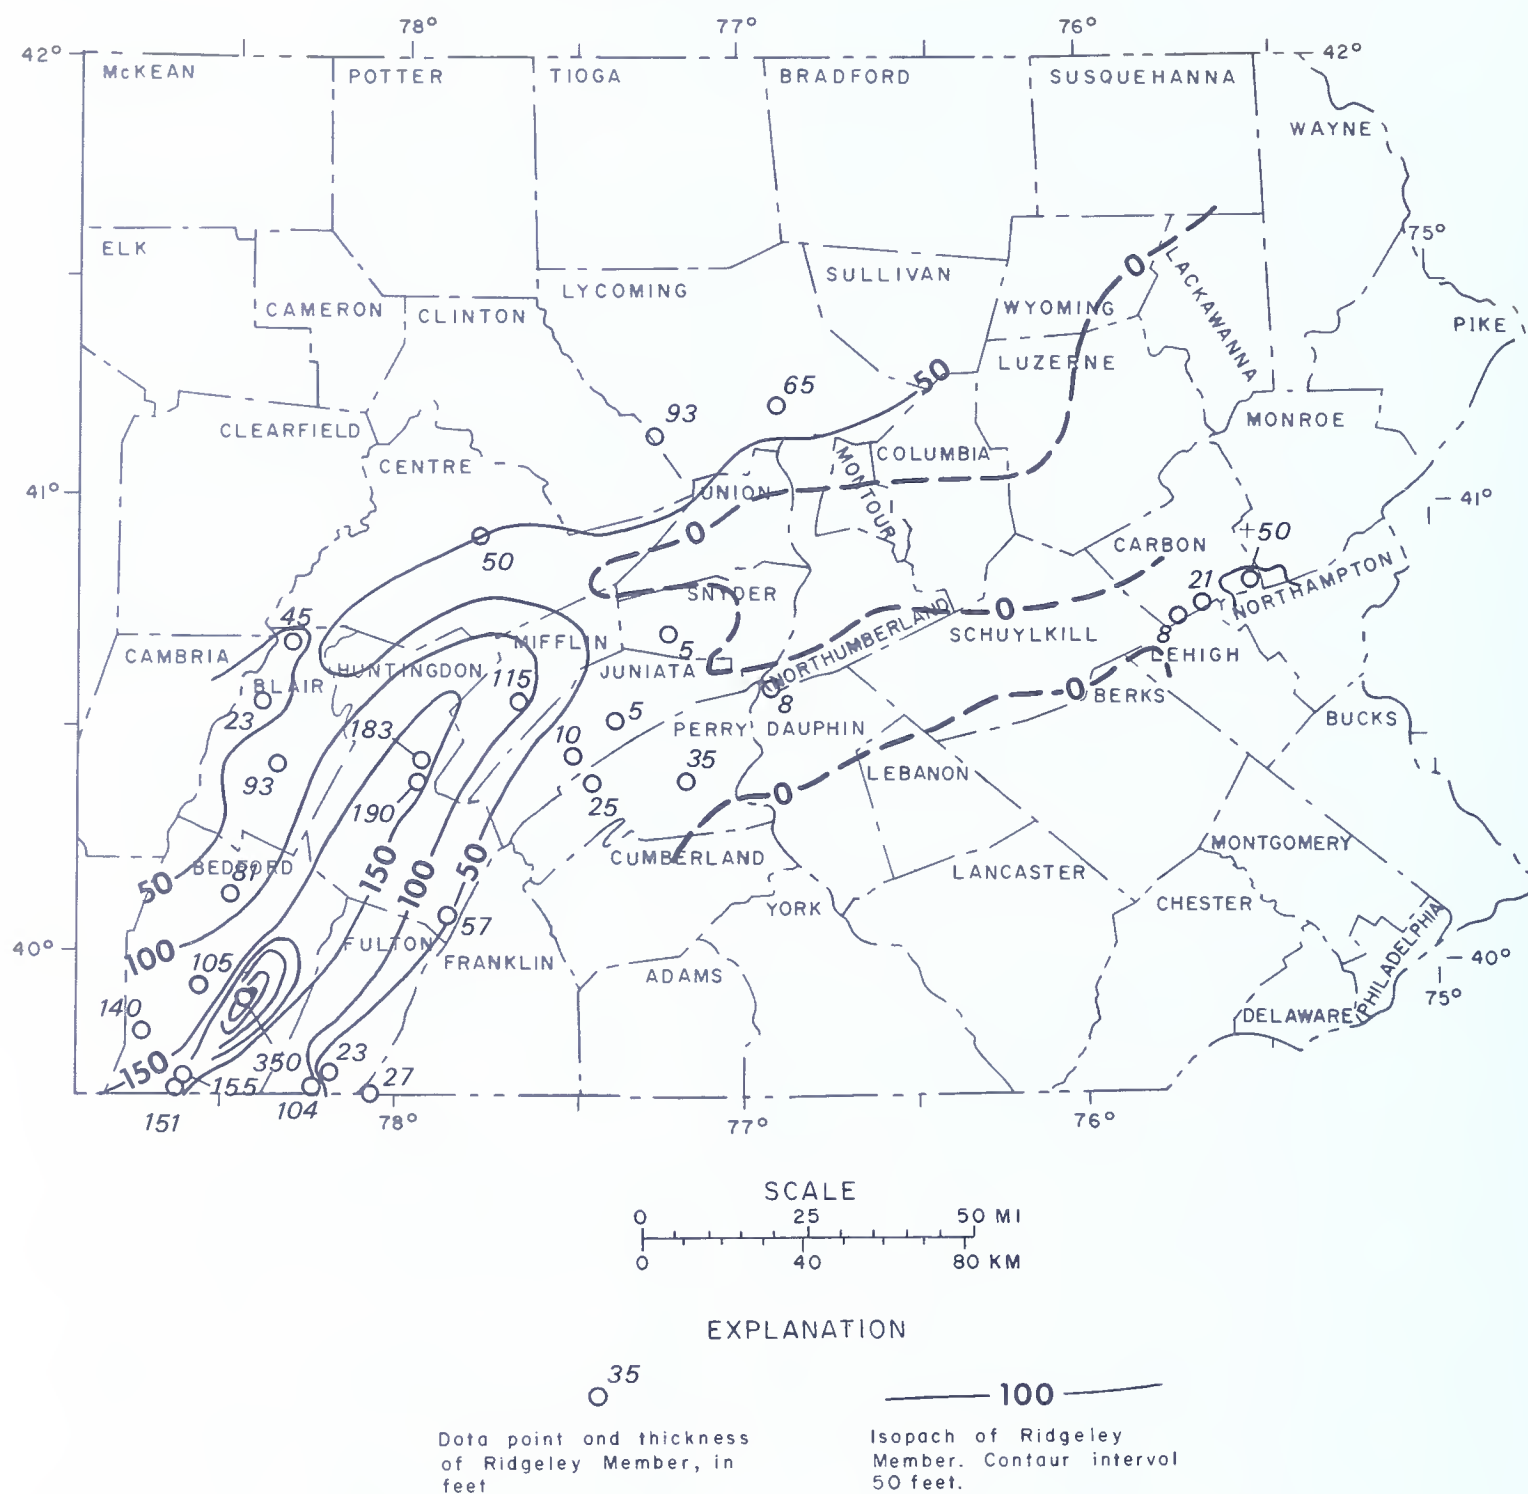 78° 77° 76°
42° 42°
McKEAN POTTER TIOGA BRADFORD SUSQUEHANNA
WAYNE
75°
ELK SULLIVAN
LYCOMING
CAMERON CLINTON WYOMING LACKAWANNA
PIKE
LUZERNE
50
65
93
MONROE
CLEARFIELD
CENTRE COLUMBIA
MONTOUR
41° UNION 41°
0
0
+50
50 CARBON
21
NORTHAMPTON
SNYDER
45 NORTHUMBERLAND 0
SCHUYLKILL 8
MIFFLIN
CAMBRIA 5 LEHIGH
HUNTINGDON JUNIATA
BLAIR 115 0 BERKS
23 5 8 BUCKS
183 10 PERRY DAUPHIN
93 35 LEBANON
190 25 0
MONTGOMERY
CUMBERLAND
BEDFORD 150 50 LANCASTER
50 81 100
YORK CHESTER
57
100 FULTON PHILADELPHIA
40° FRANKLIN 40°
105 ADAMS
75°
140 DELAWARE
150 350 23
155 27
151 104
78° 77° 76°
SCALE
0 25 50 MI
0 40 80 KM
EXPLANATION
35
100
Dota point ond thickness
of Ridgeley Member, in
feet
Isopach of Ridgeley
Member. Contaur intervol
50 feet.